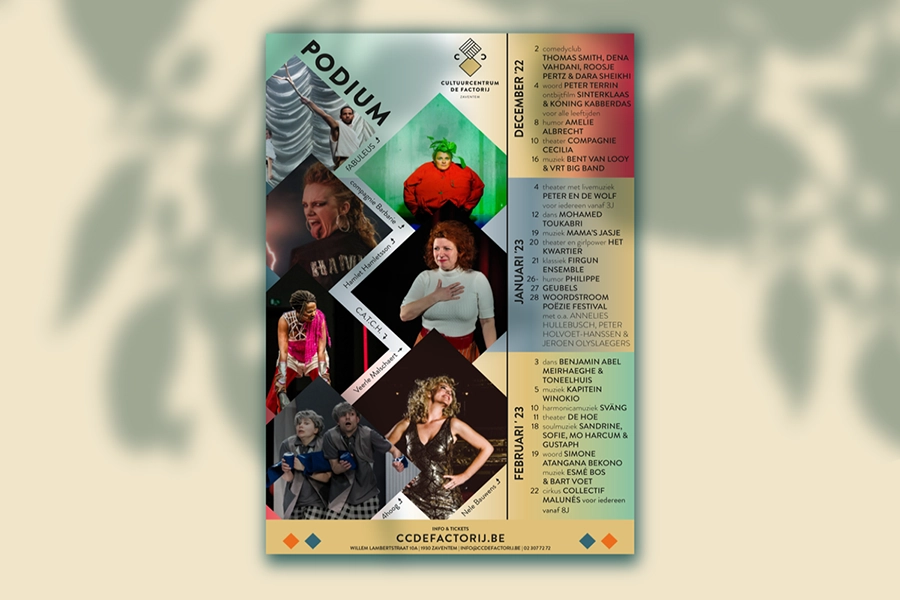 PODIUM
C C
CULTUURCENTRUM
DE FACTORIJ
ZAVENTEM
FABULEUS
compagnie Barbarie
Hamlet Hamletsson
C.A.T.C.H.
Veerle Malschaert
4hoog
Nele Bauwens
HAM
DECEMBER '22
2 comedyclub
THOMAS SMITH, DENA
VAHDANI, ROOSJE
PERTZ & DARA SHEIKHI
4 woord PETER TERRIN
ontbijtfilm SINTERKLAAS
& KONING KABBERDAS
voor alle leeftijden
8 humor AMELIE
ALBRECHT
10 theater COMPAGNIE
CECILIA
16 muziek BENT VAN LOOY
& VRT BIG BAND
JANUARI '23
4 theater met livemuziek
PETER EN DE WOLF
voor iedereen vanaf 3J
12 dans MOHAMED
TOUKABRI
19 muziek MAMA'S JASJE
20 theater en girlpower HET
KWARTIER
21 klassiek FIRGUN
ENSEMBLE
26- humor PHILIPPE
27 GEUBELS
28 WOORDSTROOM
POËZIE FESTIVAL
met o.a. ANNELIES
HULLEBUSCH, PETER
HOLVOET-HANSSEN &
JEROEN OLYSLAEGERS
FEBRUARI '23
3 dans BENJAMIN ABEL
MEIRHAEGHE &
TONEELHUIS
5 muziek KAPITEIN
WINOKIO
10 harmonicamuziek SVÄNG
11 theater DE HOE
18 soulmuziek SANDRINE,
SOFIE, MO HARCUM &
GUSTAPH
19 woord SIMONE
ATANGANA BEKONO
muziek ESMÉ BOS
& BART VOET
22 cirkus COLLECTIF
MALUNÉS voor iedereen
vanaf 8J
INFO & TICKETS
CCDEFACTORIJ.BE
WILLEM LAMBERTSTRAAT 10A | 1930 ZAVENTEM | INFO@CCDEFACTORIJ.BE | 02 307 72 72